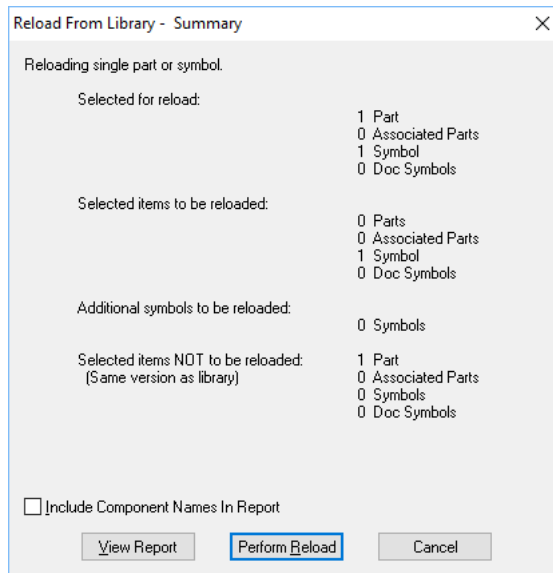 Reload From Library -  Summary
Reloading single part or symbol.
Selected for reload:
1 Part
0 Associated Parts
1 Symbol
0 Doc Symbols
Selected items to be reloaded:
0 Parts
0 Associated Parts
1 Symbol
0 Doc Symbols
Additional symbols to be reloaded:
0 Symbols
Selected items NOT to be reloaded:
(Same version as library)
1 Part
0 Associated Parts
0 Symbols
0 Doc Symbols
Include Component Names In Report
View Report
Perform Reload
Cancel